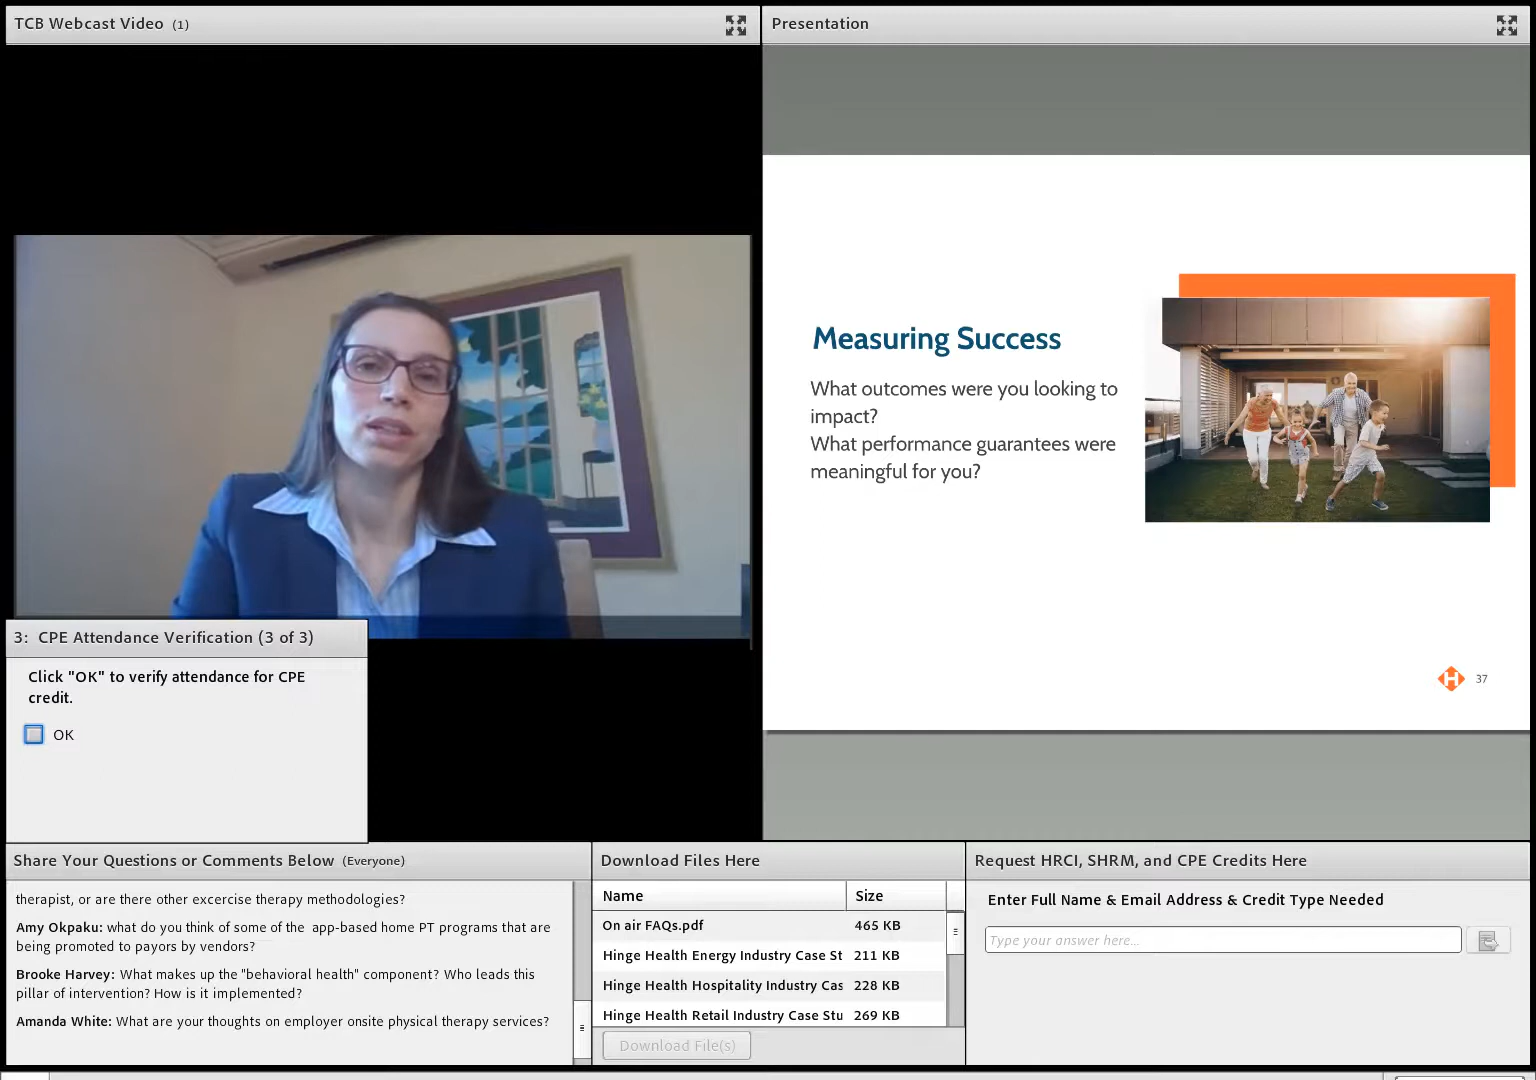 TCB Webcast Video (1)
Presentation
Measuring Success
What outcomes were you looking to
impact?
What performance guarantees were
meaningful for you?
H 37
3: CPE Attendance Verification (3 of 3)
Click "OK" to verify attendance for CPE
credit.
OK
Share Your Questions or Comments Below (Everyone)
therapist, or are there other excercise therapy methodologies?
Amy Okpaku: what do you think of some of the app-based home PT programs that are
being promoted to payors by vendors?
Brooke Harvey: What makes up the "behavioral health" component? Who leads this
pillar of intervention? How is it implemented?
Amanda White: What are your thoughts on employer onsite physical therapy services?
Download Files Here
Name Size
On air FAQs.pdf 465 KB
Hinge Health Energy Industry Case St 211 KB
Hinge Health Hospitality Industry Cas 228 KB
Hinge Health Retail Industry Case Stu 269 KB
Download File(s)
Request HRCI, SHRM, and CPE Credits Here
Enter Full Name & Email Address & Credit Type Needed
Type your answer here...